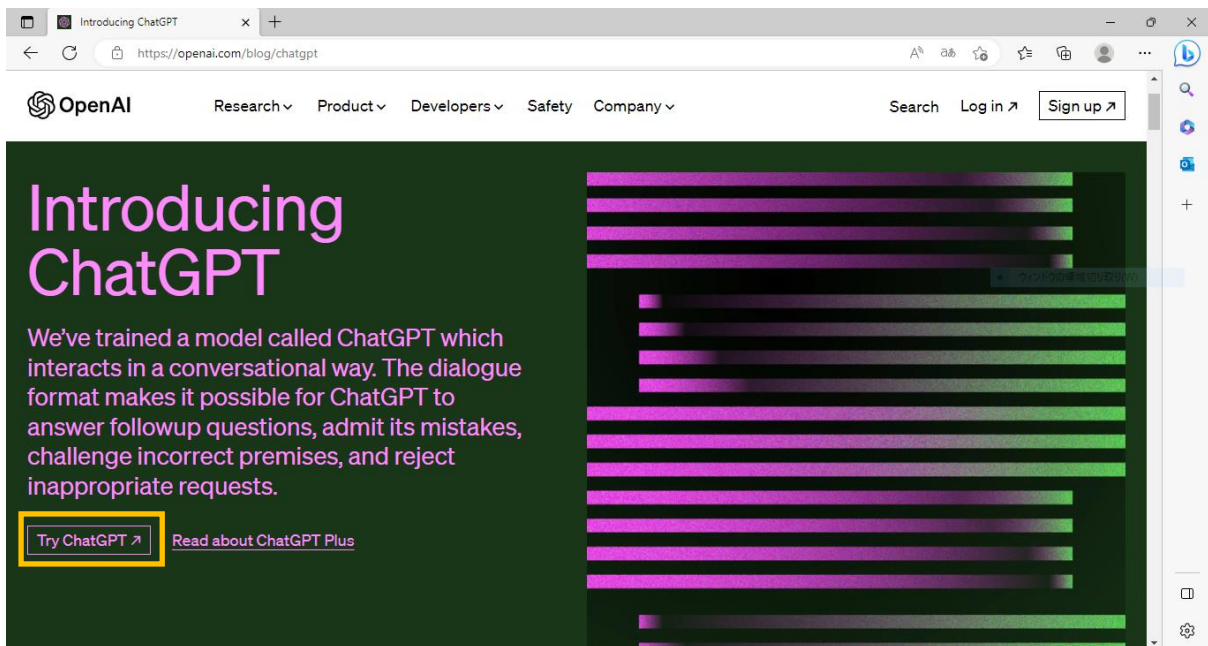 Introducing ChatGPT
https://openai.com/blog/chatgpt
OpenAI Research Product Developers Safety Company Search Log in ↗ Sign up ↗
Introducing
ChatGPT
We've trained a model called ChatGPT which
interacts in a conversational way. The dialogue
format makes it possible for ChatGPT to
answer followup questions, admit its mistakes,
challenge incorrect premises, and reject
inappropriate requests.
Try ChatGPT ↗ Read about ChatGPT Plus